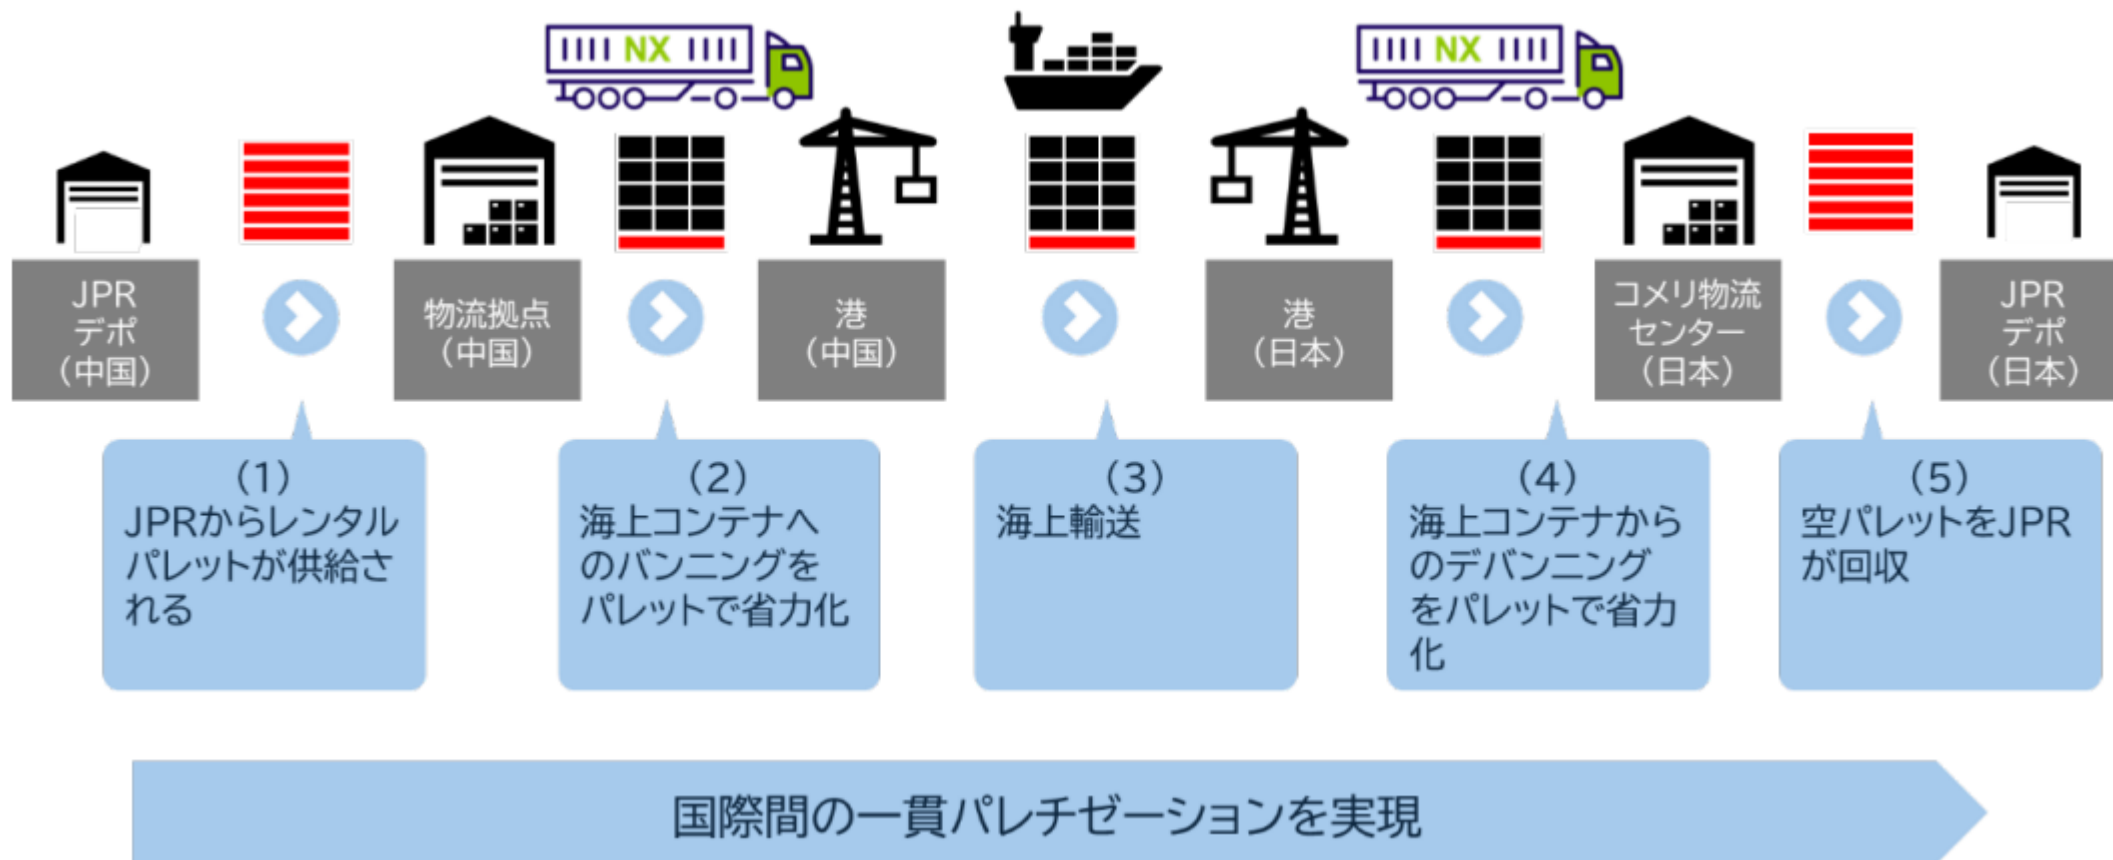 NX
NX
JPR
デポ
（中国）
物流拠点
（中国）
港
（中国）
港
（日本）
コメリ物流
センター
（日本）
JPR
デポ
（日本）
（1）
JPRからレンタル
パレットが供給さ
れる
（2）
海上コンテナへ
のバンニングを
パレットで省力化
（3）
海上輸送
（4）
海上コンテナから
のデバンニング
をパレットで省力
化
（5）
空パレットをJPR
が回収
国際間の一貫パレチゼーションを実現